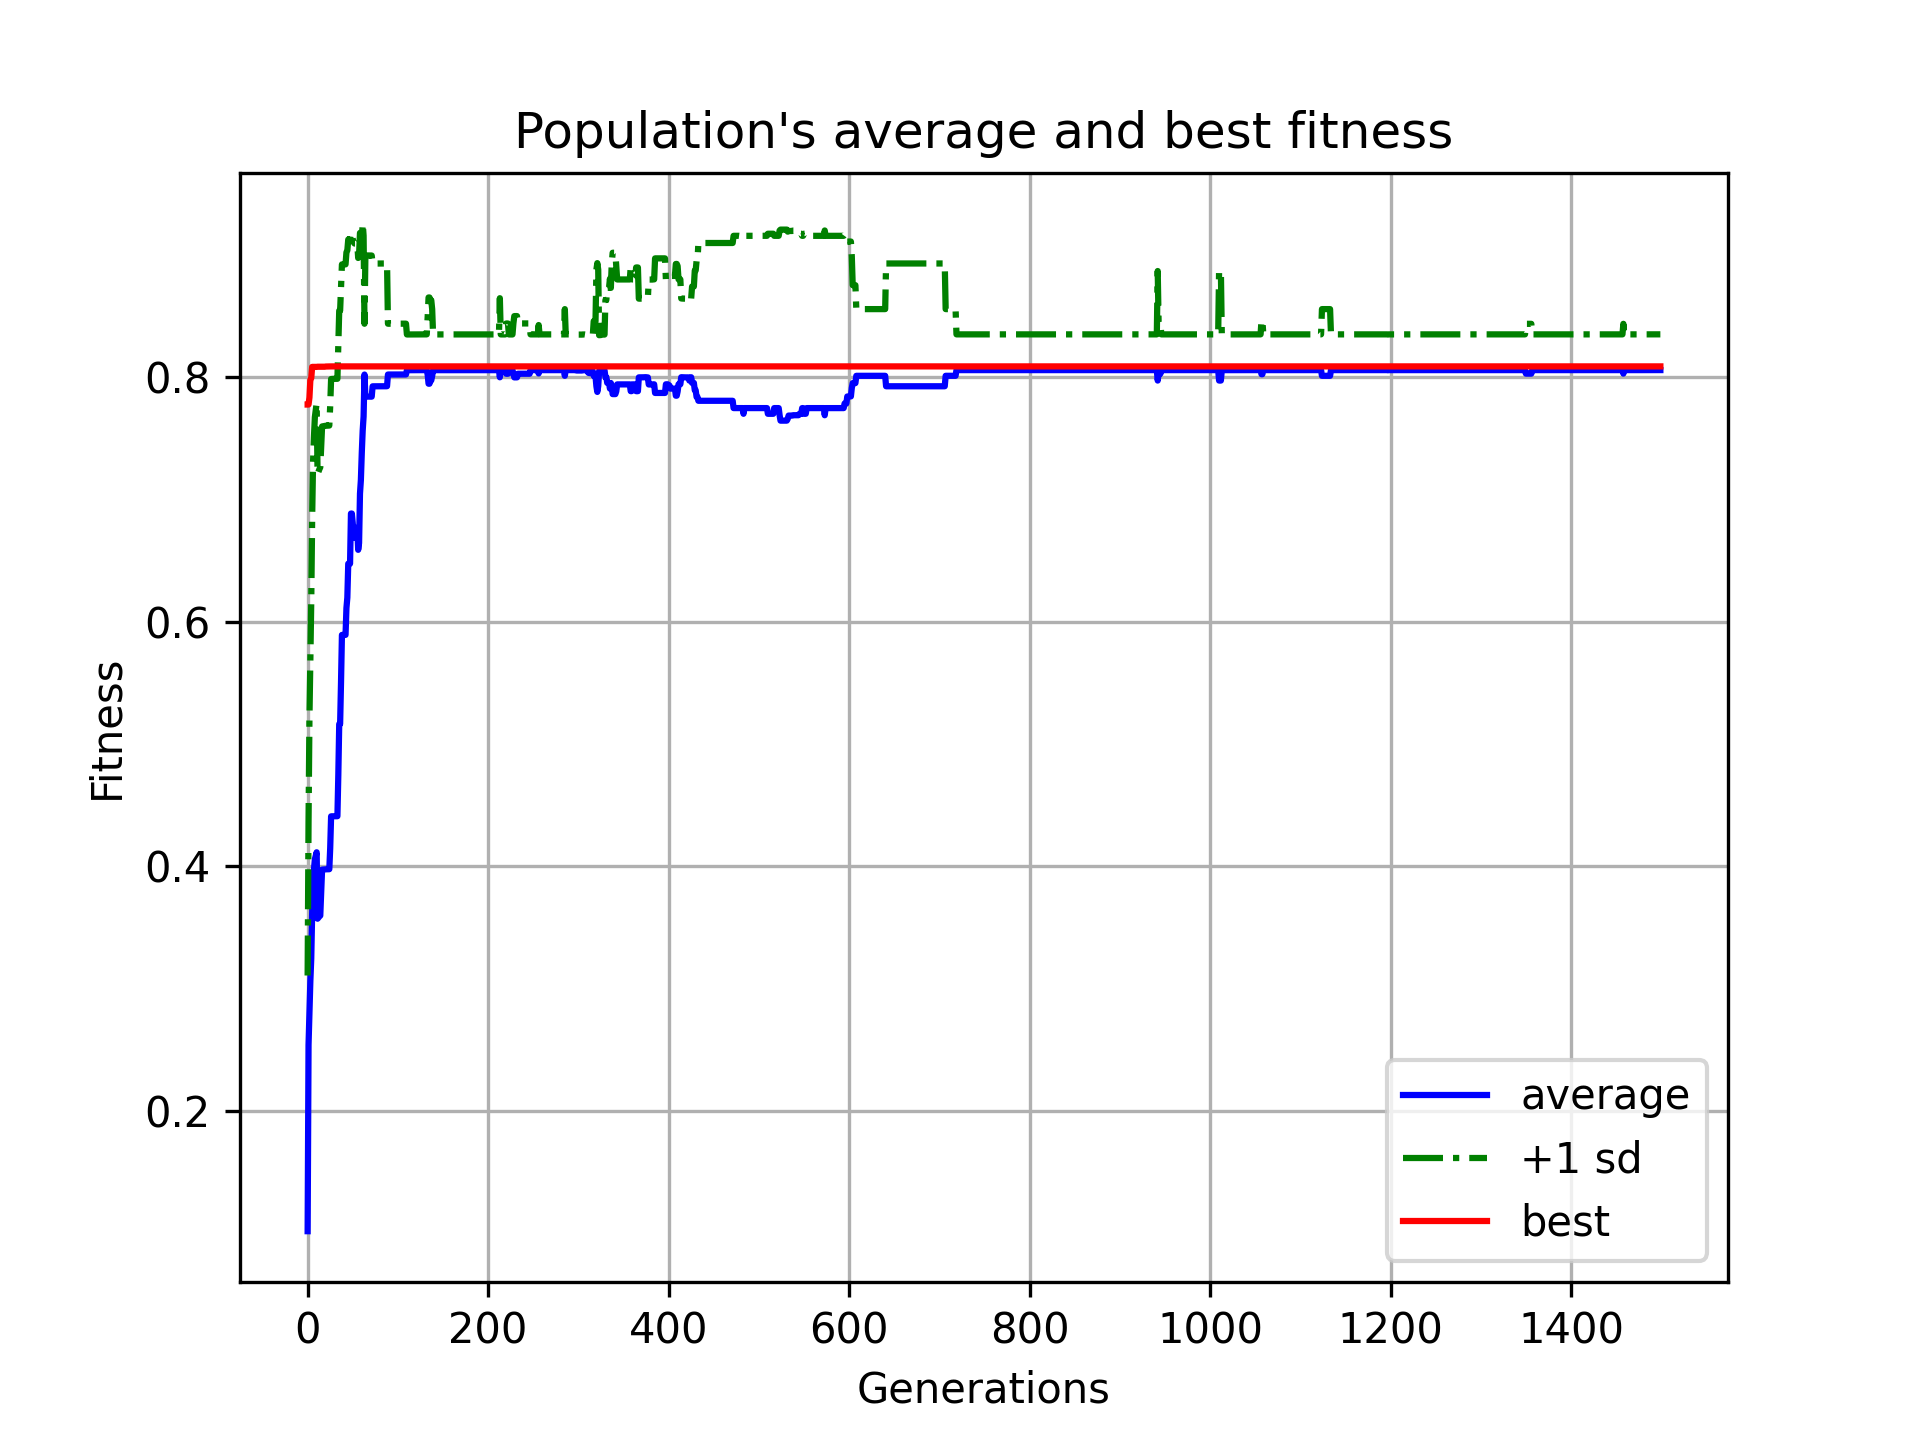 Population's average and best fitness
Fitness
0.8
0.6
0.4
0.2
0 200 400 600 800 1000 1200 1400
Generations
average
+1 sd
best